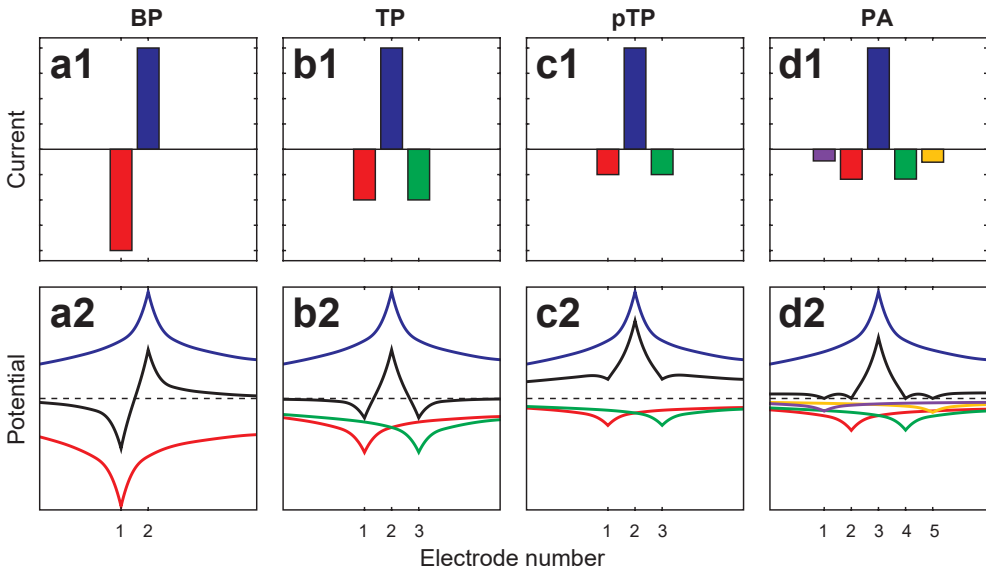 BP TP pTP PA
Current
a1 b1 c1 d1
Potential
a2 b2 c2 d2
1 2 1 2 3 1 2 3 1 2 3 4 5
Electrode number